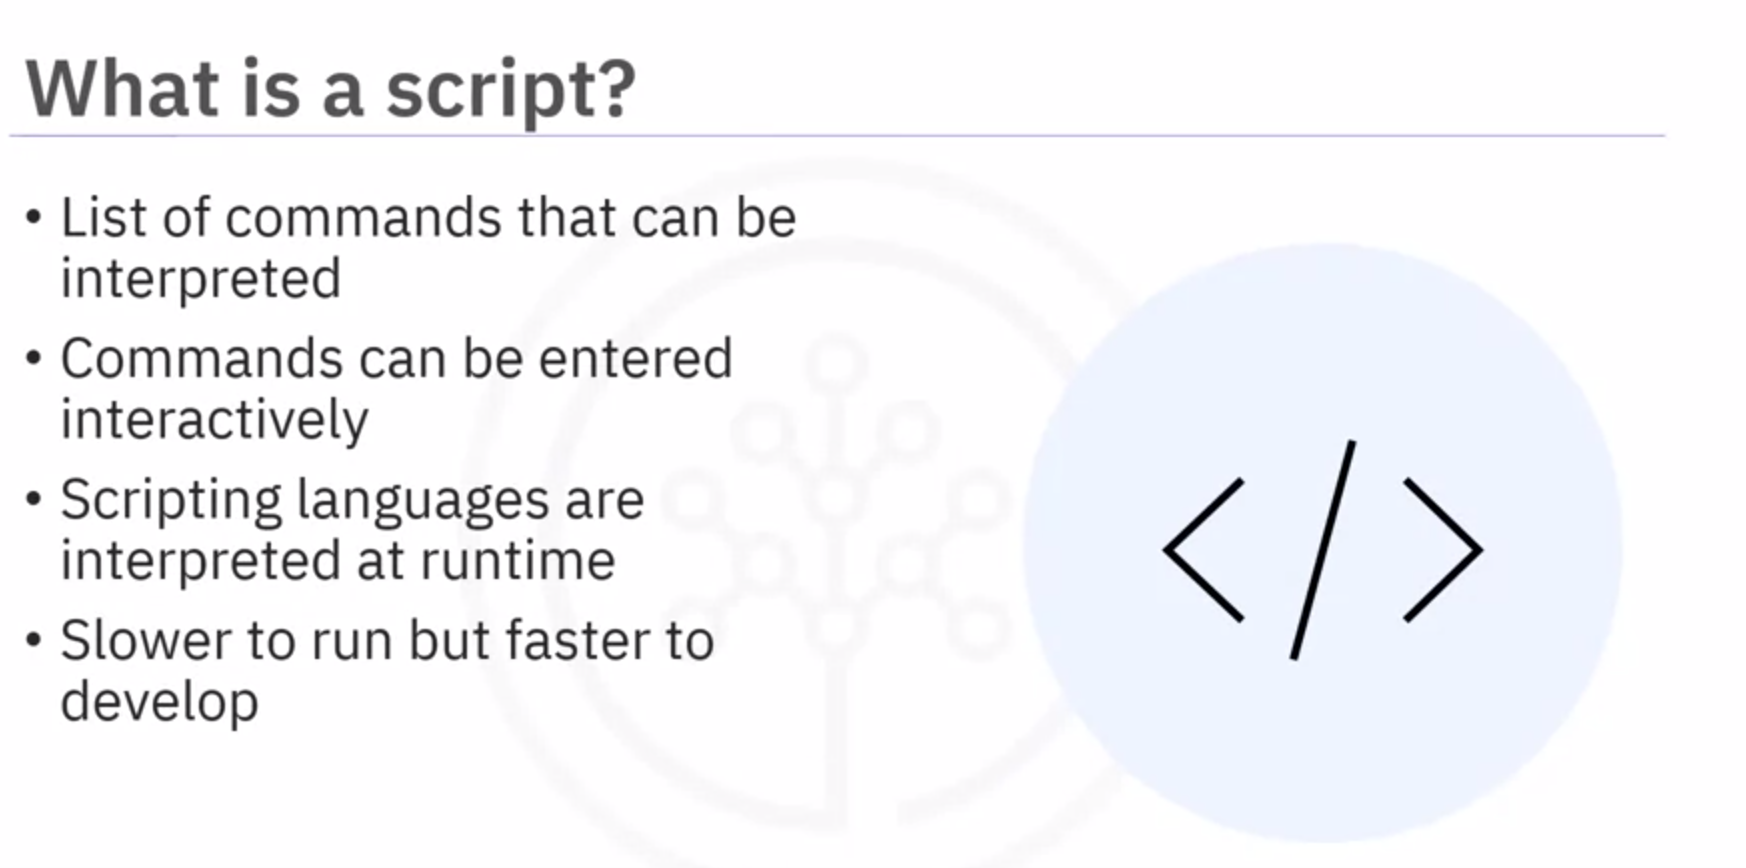 What is a script?
• List of commands that can be
interpreted
• Commands can be entered
interactively
• Scripting languages are
interpreted at runtime
• Slower to run but faster to
develop
</>